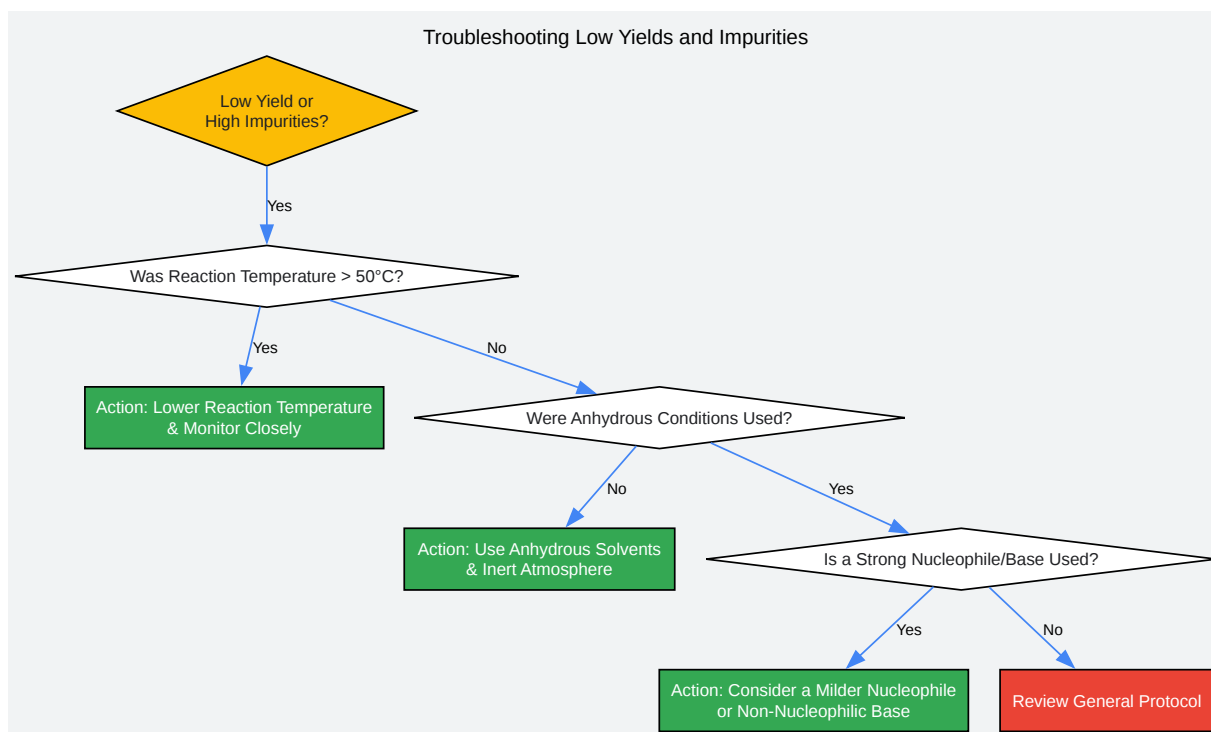 Troubleshooting Low Yields and Impurities
Low Yield or
High Impurities?
Yes
Was Reaction Temperature > 50°C?
Yes
No
Action: Lower Reaction Temperature
& Monitor Closely
Were Anhydrous Conditions Used?
No
Yes
Action: Use Anhydrous Solvents
& Inert Atmosphere
Is a Strong Nucleophile/Base Used?
Yes
No
Action: Consider a Milder Nucleophile
or Non-Nucleophilic Base
Review General Protocol